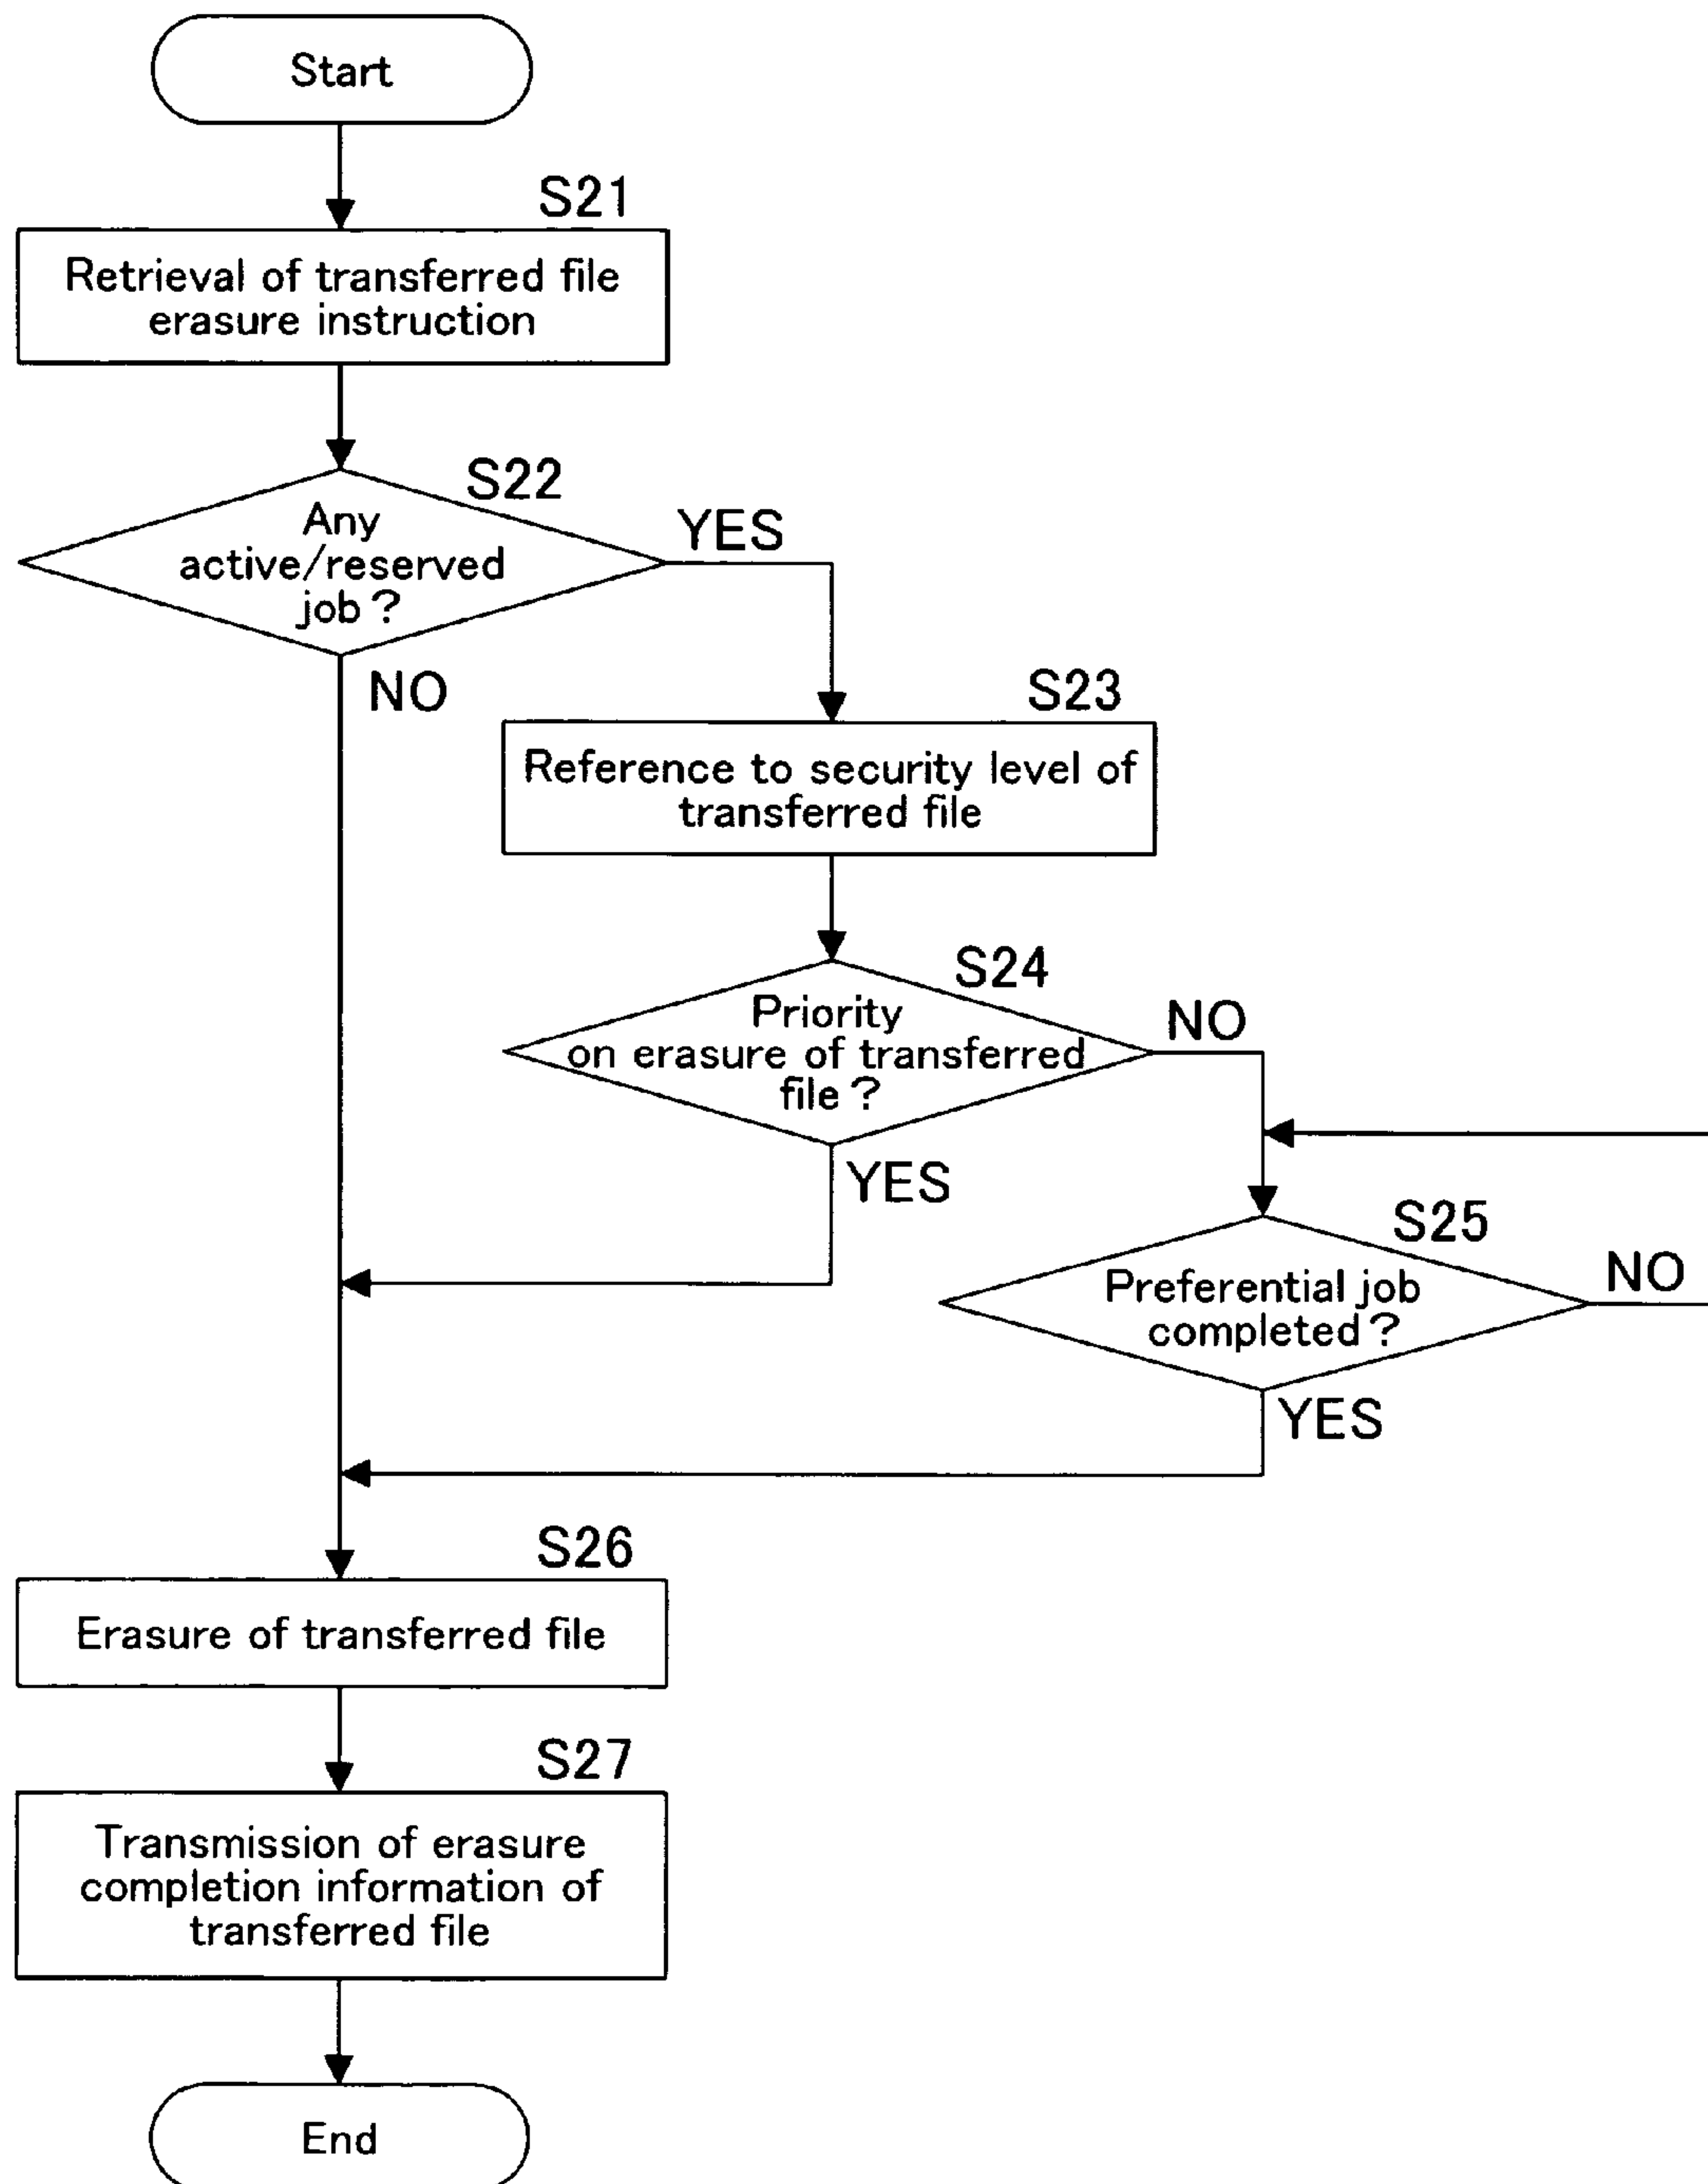 Start
S21
Retrieval of transferred file
erasure instruction
S22
Any
active/reserved
job?
YES
NO
S23
Reference to security level of
transferred file
S24
Priority
on erasure of transferred
file?
NO
YES
S25
Preferential job
completed?
NO
YES
S26
Erasure of transferred file
S27
Transmission of erasure
completion information of
transferred file
End